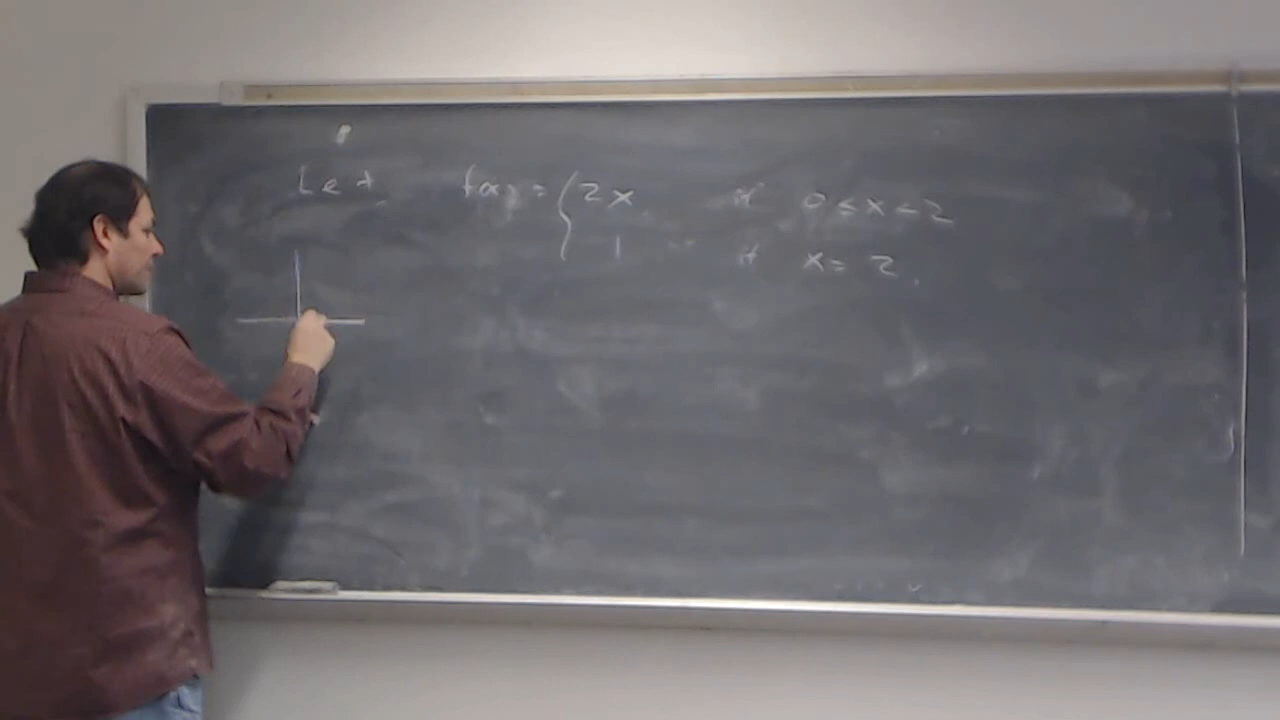 Let f(x) = { 2x if 0 ≤ x < 2
1 if x = 2